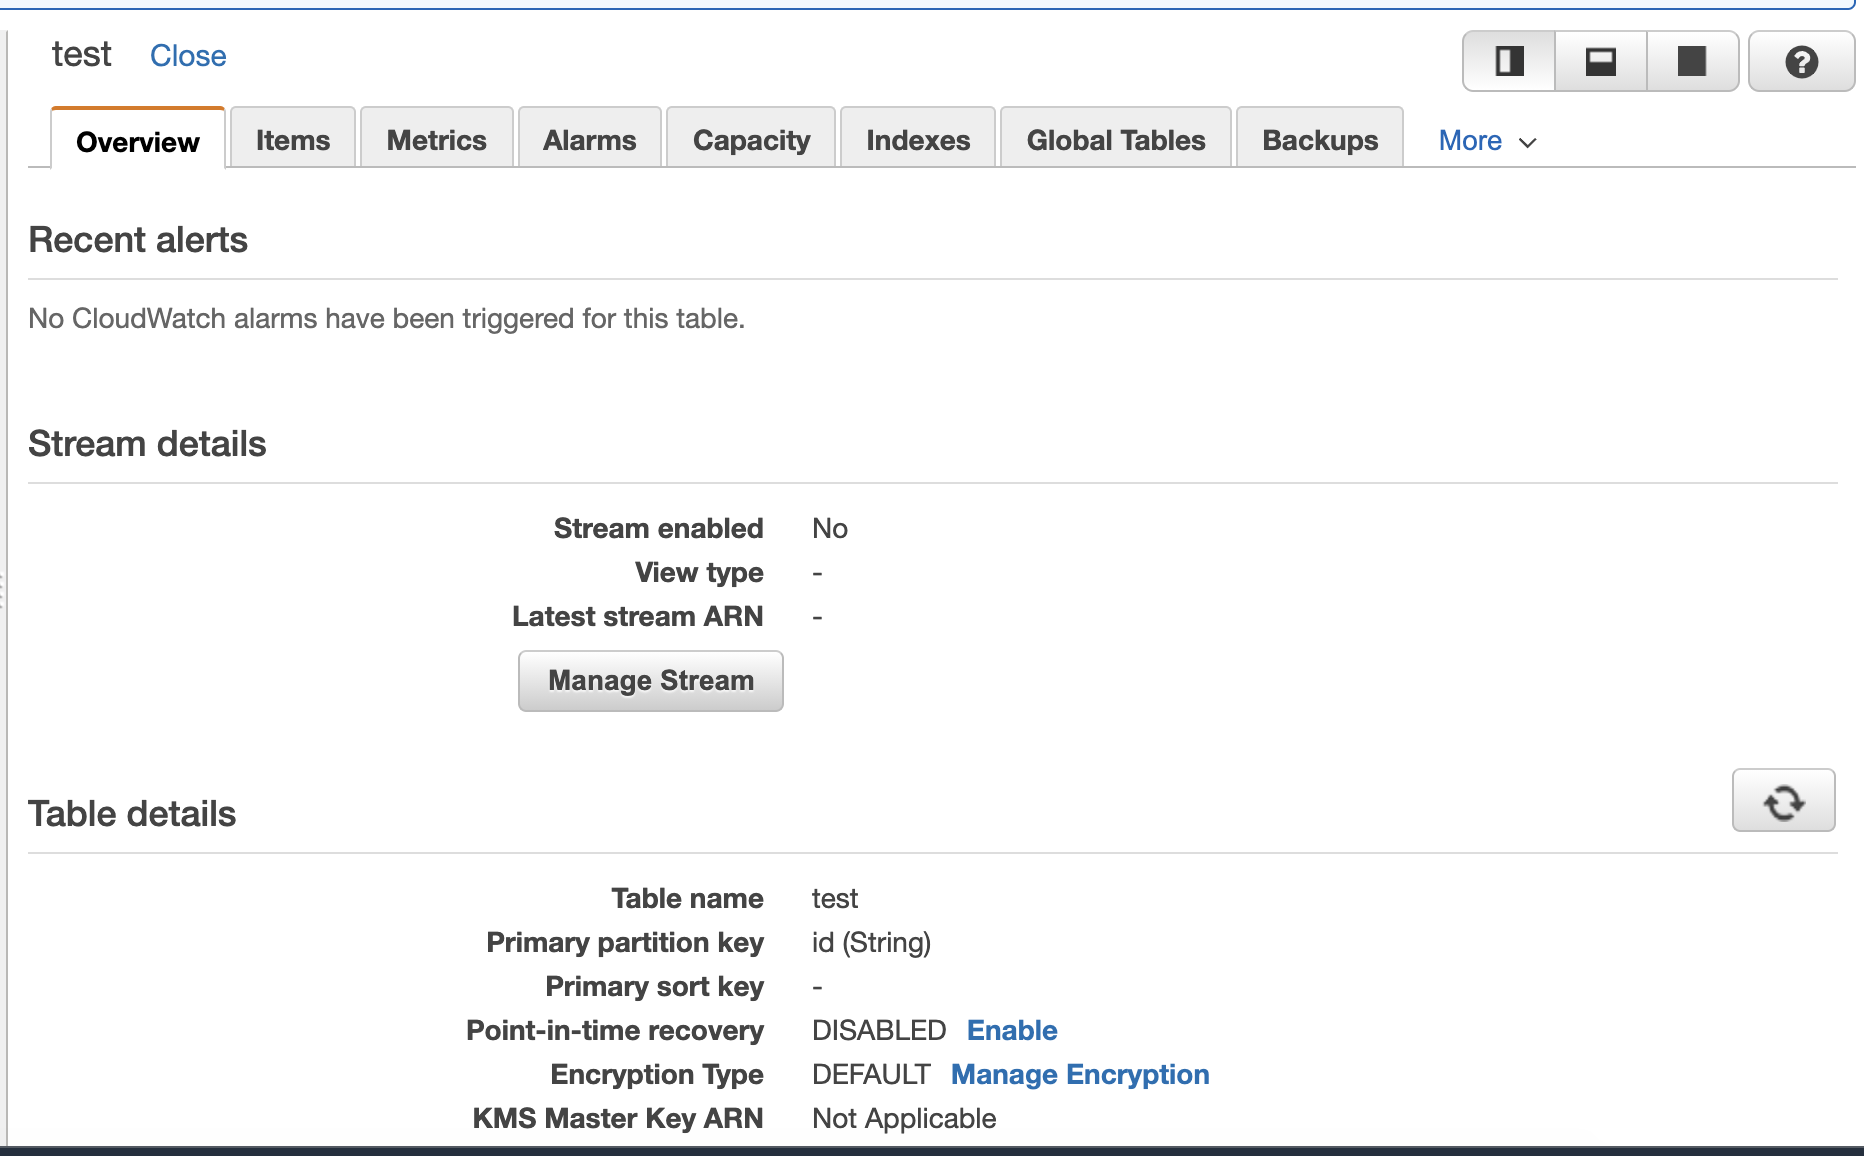 test Close
Overview Items Metrics Alarms Capacity Indexes Global Tables Backups More
Recent alerts
No CloudWatch alarms have been triggered for this table.
Stream details
Stream enabled No
View type -
Latest stream ARN -
Manage Stream
Table details
Table name test
Primary partition key id (String)
Primary sort key -
Point-in-time recovery DISABLED Enable
Encryption Type DEFAULT Manage Encryption
KMS Master Key ARN Not Applicable